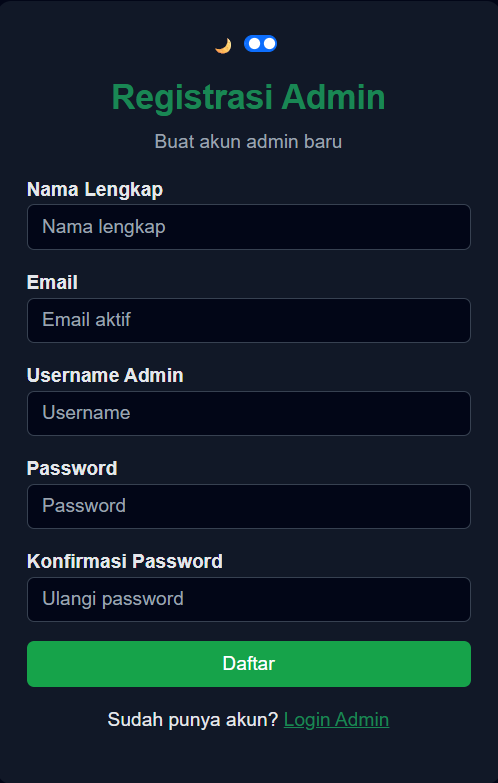 Registrasi Admin
Buat akun admin baru
Nama Lengkap
Nama lengkap
Email
Email aktif
Username Admin
Username
Password
Password
Konfirmasi Password
Ulangi password
Daftar
Sudah punya akun? Login Admin